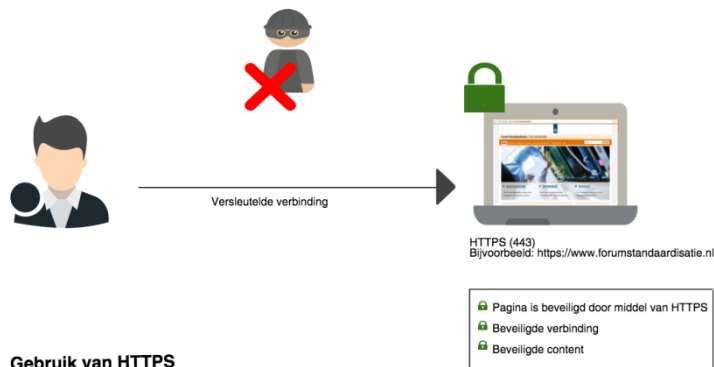 Versleutelde verbinding
HTTPS (443)
Bijvoorbeeld: https://www.forumstandaardisatie.nl
Pagina is beveiligd door middel van HTTPS
Beveiligde verbinding
Beveiligde content
Gebruik van HTTPS